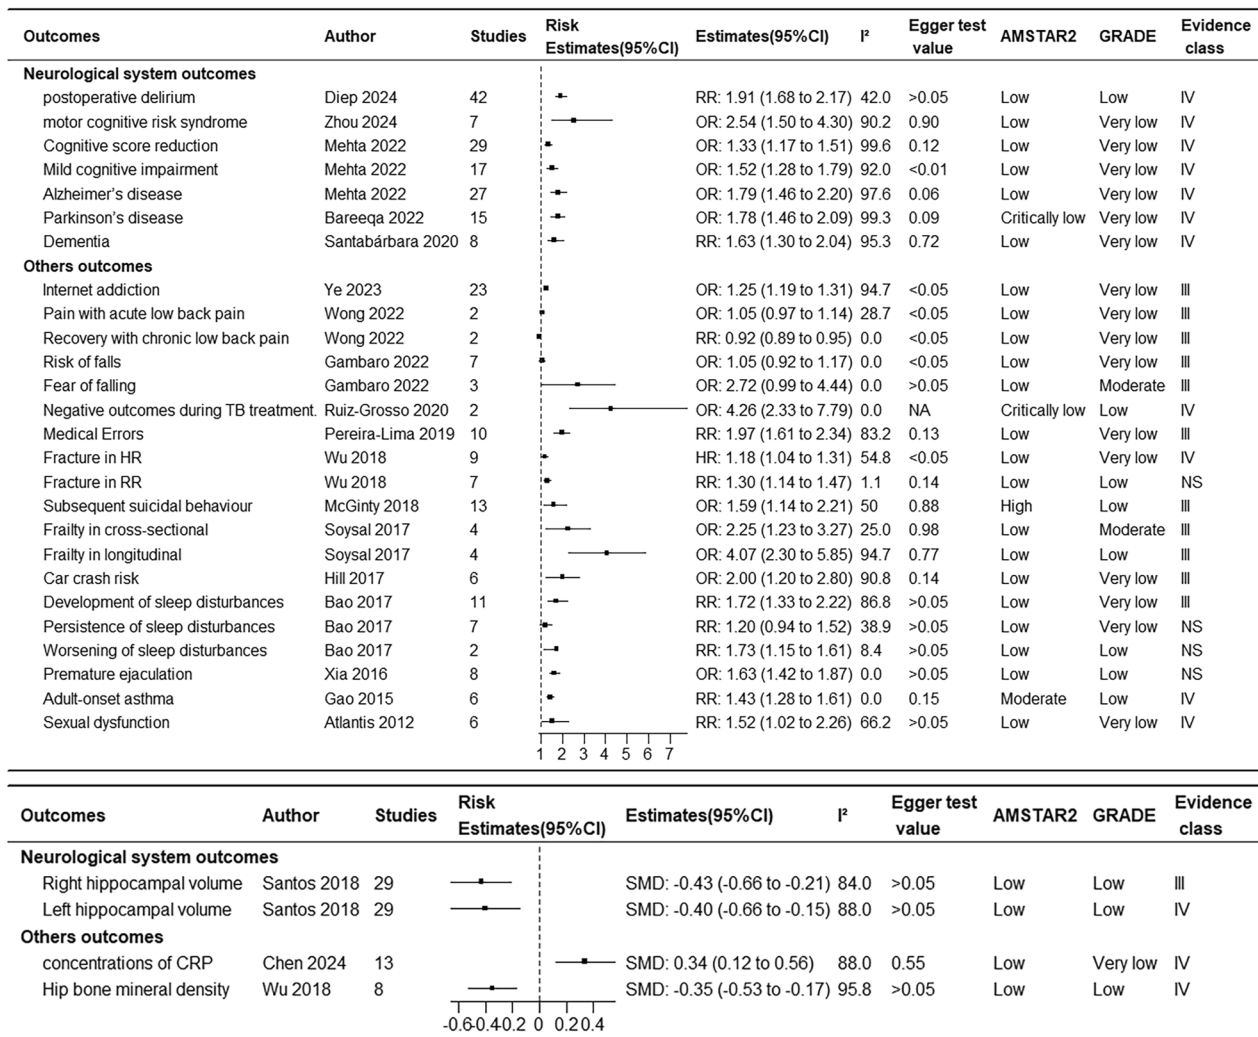 Outcomes Author Studies Risk Estimates(95%CI) Estimates(95%CI) I² Egger test value AMSTAR2 GRADE Evidence class
Neurological system outcomes
postoperative delirium Diep 2024 42 RR: 1.91 (1.68 to 2.17) 42.0 >0.05 Low Low IV
motor cognitive risk syndrome Zhou 2024 7 OR: 2.54 (1.50 to 4.30) 90.2 0.90 Low Very low IV
Cognitive score reduction Mehta 2022 29 OR: 1.33 (1.17 to 1.51) 99.6 0.12 Low Very low IV
Mild cognitive impairment Mehta 2022 17 OR: 1.52 (1.28 to 1.79) 92.0 <0.01 Low Very low IV
Alzheimer's disease Mehta 2022 27 OR: 1.79 (1.46 to 2.20) 97.6 0.06 Low Very low IV
Parkinson's disease Bareeqa 2022 15 OR: 1.78 (1.46 to 2.09) 99.3 0.09 Critically low Very low IV
Dementia Santabárbara 2020 8 RR: 1.63 (1.30 to 2.04) 95.3 0.72 Low Very low IV
Others outcomes
Internet addiction Ye 2023 23 OR: 1.25 (1.19 to 1.31) 94.7 <0.05 Low Very low III
Pain with acute low back pain Wong 2022 2 OR: 1.05 (0.97 to 1.14) 28.7 <0.05 Low Very low III
Recovery with chronic low back pain Wong 2022 2 RR: 0.92 (0.89 to 0.95) 0.0 <0.05 Low Very low III
Risk of falls Gambaro 2022 7 OR: 1.05 (0.92 to 1.17) 0.0 <0.05 Low Very low III
Fear of falling Gambaro 2022 3 OR: 2.72 (0.99 to 4.44) 0.0 >0.05 Low Moderate III
Negative outcomes during TB treatment. Ruiz-Grosso 2020 2 OR: 4.26 (2.33 to 7.79) 0.0 NA Critically low Low IV
Medical Errors Pereira-Lima 2019 10 RR: 1.97 (1.61 to 2.34) 83.2 0.13 Low Very low III
Fracture in HR Wu 2018 9 HR: 1.18 (1.04 to 1.31) 54.8 <0.05 Low Very low IV
Fracture in RR Wu 2018 7 RR: 1.30 (1.14 to 1.47) 1.1 0.14 Low Low NS
Subsequent suicidal behaviour McGinty 2018 13 OR: 1.59 (1.14 to 2.21) 50 0.88 High Low III
Frailty in cross-sectional Soysal 2017 4 OR: 2.25 (1.23 to 3.27) 25.0 0.98 Low Moderate III
Frailty in longitudinal Soysal 2017 4 OR: 4.07 (2.30 to 5.85) 94.7 0.77 Low Low III
Car crash risk Hill 2017 6 OR: 2.00 (1.20 to 2.80) 90.8 0.14 Low Very low III
Development of sleep disturbances Bao 2017 11 RR: 1.72 (1.33 to 2.22) 86.8 >0.05 Low Very low III
Persistence of sleep disturbances Bao 2017 7 RR: 1.20 (0.94 to 1.52) 38.9 >0.05 Low Very low NS
Worsening of sleep disturbances Bao 2017 2 RR: 1.73 (1.15 to 1.61) 8.4 >0.05 Low Low NS
Premature ejaculation Xia 2016 8 OR: 1.63 (1.42 to 1.87) 0.0 >0.05 Low Low NS
Adult-onset asthma Gao 2015 6 RR: 1.43 (1.28 to 1.61) 0.0 0.15 Moderate Low IV
Sexual dysfunction Atlantis 2012 6 RR: 1.52 (1.02 to 2.26) 66.2 >0.05 Low Very low IV
1 2 3 4 5 6 7
Outcomes Author Studies Risk Estimates(95%CI) Estimates(95%CI) I² Egger test value AMSTAR2 GRADE Evidence class
Neurological system outcomes
Right hippocampal volume Santos 2018 29 SMD: -0.43 (-0.66 to -0.21) 84.0 >0.05 Low Low III
Left hippocampal volume Santos 2018 29 SMD: -0.40 (-0.66 to -0.15) 88.0 >0.05 Low Low IV
Others outcomes
concentrations of CRP Chen 2024 13 SMD: 0.34 (0.12 to 0.56) 88.0 0.55 Low Very low IV
Hip bone mineral density Wu 2018 8 SMD: -0.35 (-0.53 to -0.17) 95.8 >0.05 Low Low IV
-0.6 -0.4 -0.2 0 0.2 0.4